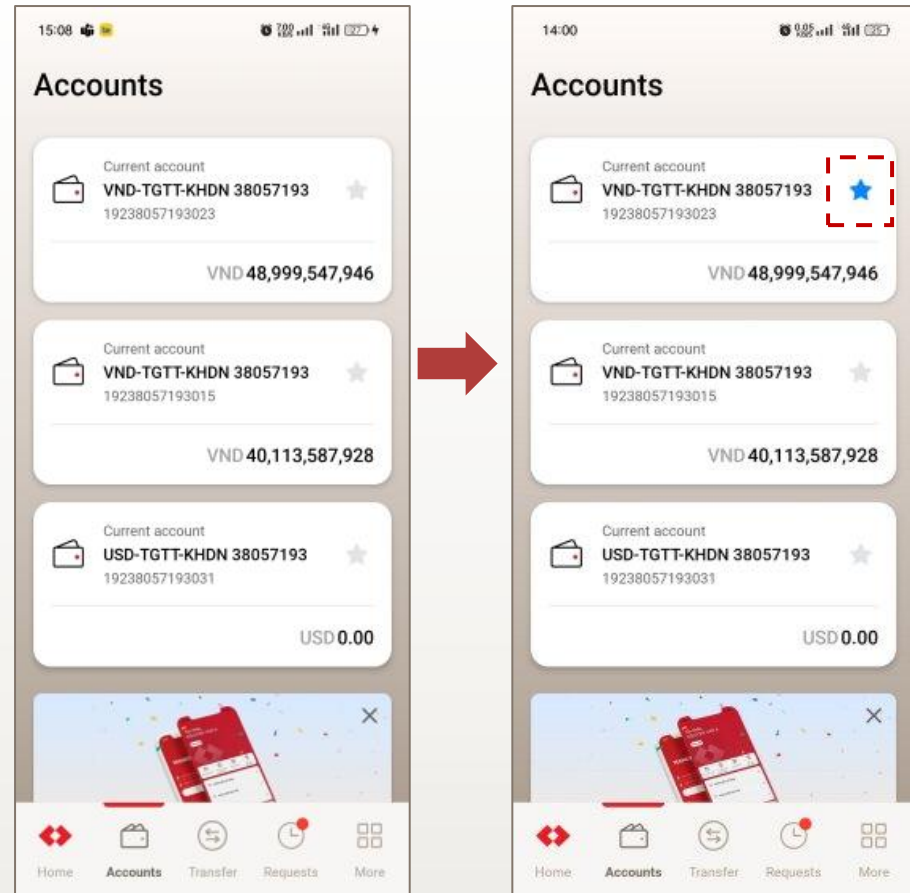 15:08
27
Accounts
Current account
VND-TGTT-KHDN 38057193
19238057193023
VND 48,999,547,946
Current account
VND-TGTT-KHDN 38057193
19238057193015
VND 40,113,587,928
Current account
USD-TGTT-KHDN 38057193
19238057193031
USD 0.00
Home Accounts Transfer Requests More
14:00
Accounts
Current account
VND-TGTT-KHDN 38057193
19238057193023
VND 48,999,547,946
Current account
VND-TGTT-KHDN 38057193
19238057193015
VND 40,113,587,928
Current account
USD-TGTT-KHDN 38057193
19238057193031
USD 0.00
Home Accounts Transfer Requests More